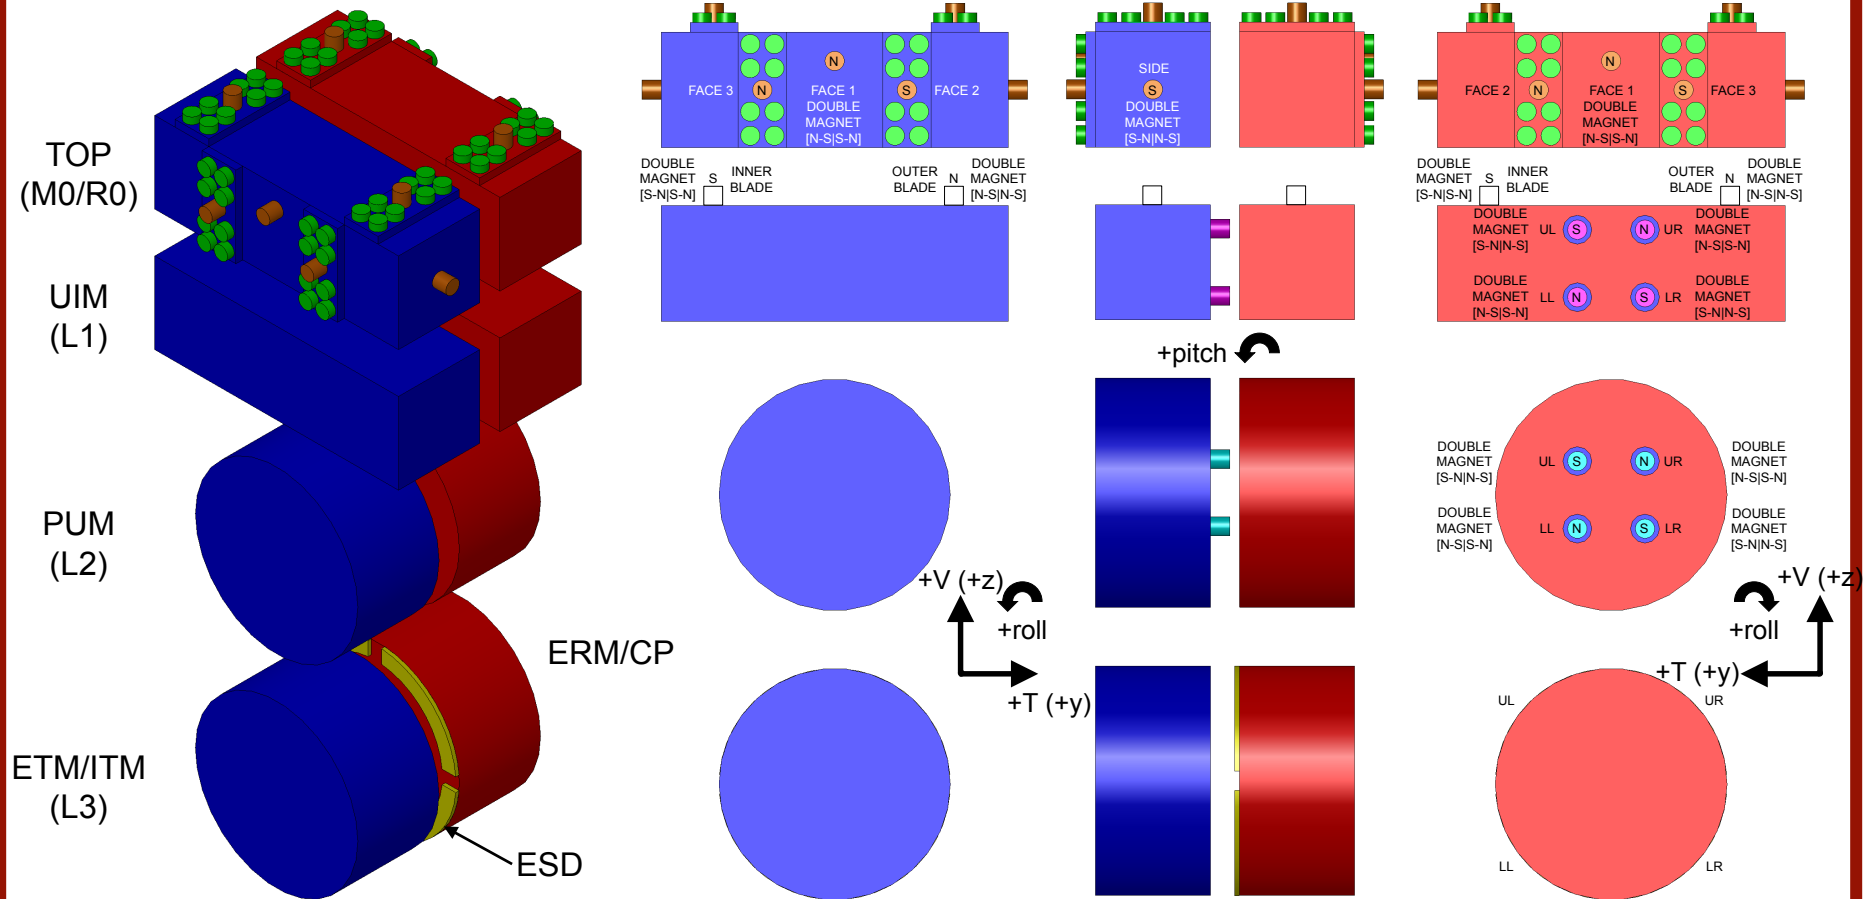 TOP
(M0/R0)
UIM
(L1)
PUM
(L2)
ETM/ITM
(L3)
ERM/CP
ESD
FACE 3
N
N
FACE 1
DOUBLE
MAGNET
[N-S|S-N]
S
FACE 2
DOUBLE
MAGNET
[S-N|S-N]
S
INNER
BLADE
OUTER
BLADE
N
DOUBLE
MAGNET
[N-S|N-S]
SIDE
S
DOUBLE
MAGNET
[S-N|N-S]
FACE 2
N
N
FACE 1
DOUBLE
MAGNET
[N-S|S-N]
S
FACE 3
DOUBLE
MAGNET
[S-N|S-N]
S
INNER
BLADE
OUTER
BLADE
N
DOUBLE
MAGNET
[N-S|N-S]
DOUBLE
MAGNET
[S-N|N-S]
UL
S
N
UR
DOUBLE
MAGNET
[N-S|S-N]
DOUBLE
MAGNET
[N-S|S-N]
LL
N
S
LR
DOUBLE
MAGNET
[S-N|N-S]
+pitch
DOUBLE
MAGNET
[S-N|N-S]
UL
S
N
UR
DOUBLE
MAGNET
[N-S|S-N]
DOUBLE
MAGNET
[N-S|S-N]
LL
N
S
LR
DOUBLE
MAGNET
[S-N|N-S]
+V (+z)
+roll
+T (+y)
+V (+z)
+roll
+T (+y)
UL
UR
LL
LR